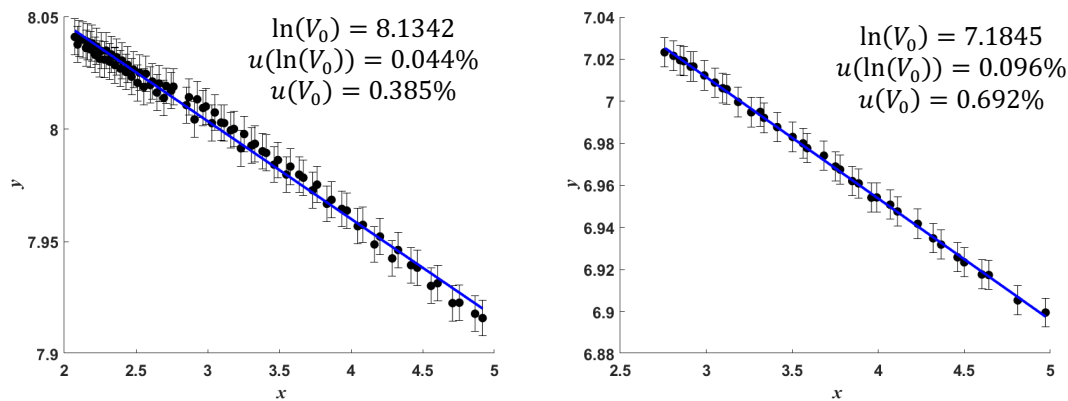 8.05
8
7.95
7.9
y
2
2.5
3
3.5
4
4.5
5
x
ln(V₀) = 8.1342
u(ln(V₀)) = 0.044%
u(V₀) = 0.385%
7.04
7.02
7
6.98
6.96
6.94
6.92
6.9
6.88
y
2.5
3
3.5
4
4.5
5
x
ln(V₀) = 7.1845
u(ln(V₀)) = 0.096%
u(V₀) = 0.692%